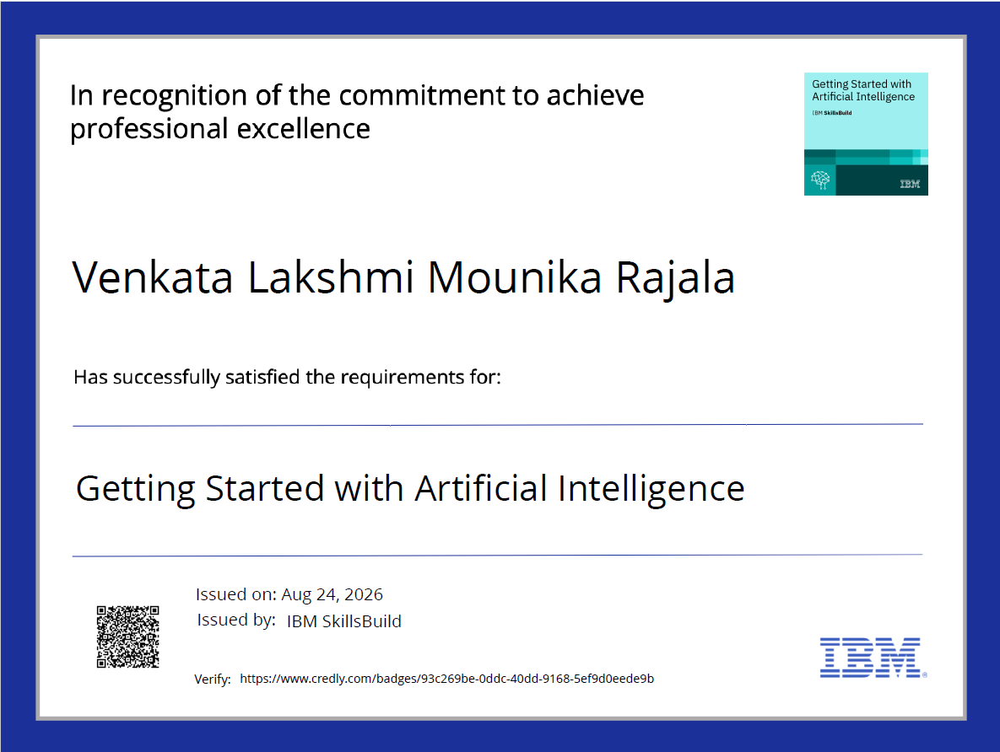 In recognition of the commitment to achieve
professional excellence
Getting Started with
Artificial Intelligence
IBM SkillsBuild
IBM
Venkata Lakshmi Mounika Rajala
Has successfully satisfied the requirements for:
Getting Started with Artificial Intelligence
Issued on: Aug 24, 2026
Issued by: IBM SkillsBuild
IBM®
Verify: https://www.credly.com/badges/93c269be-0ddc-40dd-9168-5ef9d0eede9b